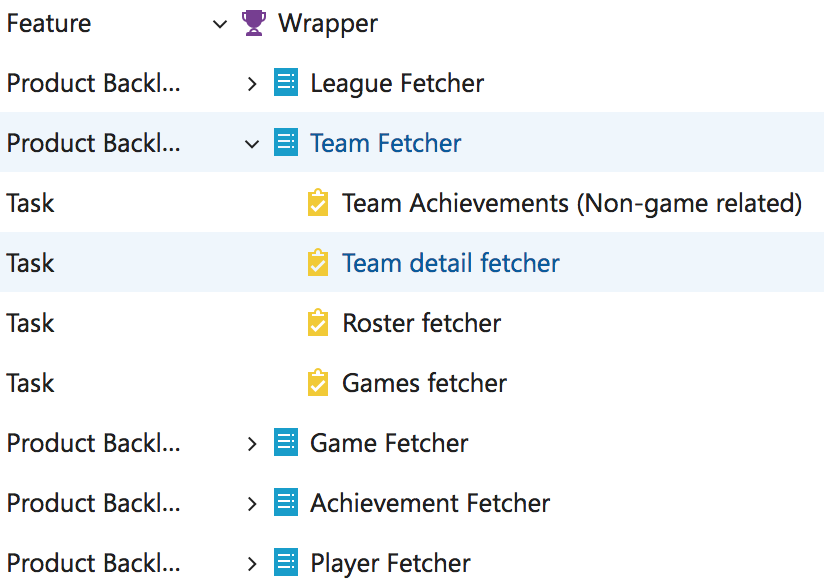 Feature Wrapper
Product Backl... League Fetcher
Product Backl... Team Fetcher
Task Team Achievements (Non-game related)
Task Team detail fetcher
Task Roster fetcher
Task Games fetcher
Product Backl... Game Fetcher
Product Backl... Achievement Fetcher
Product Backl... Player Fetcher